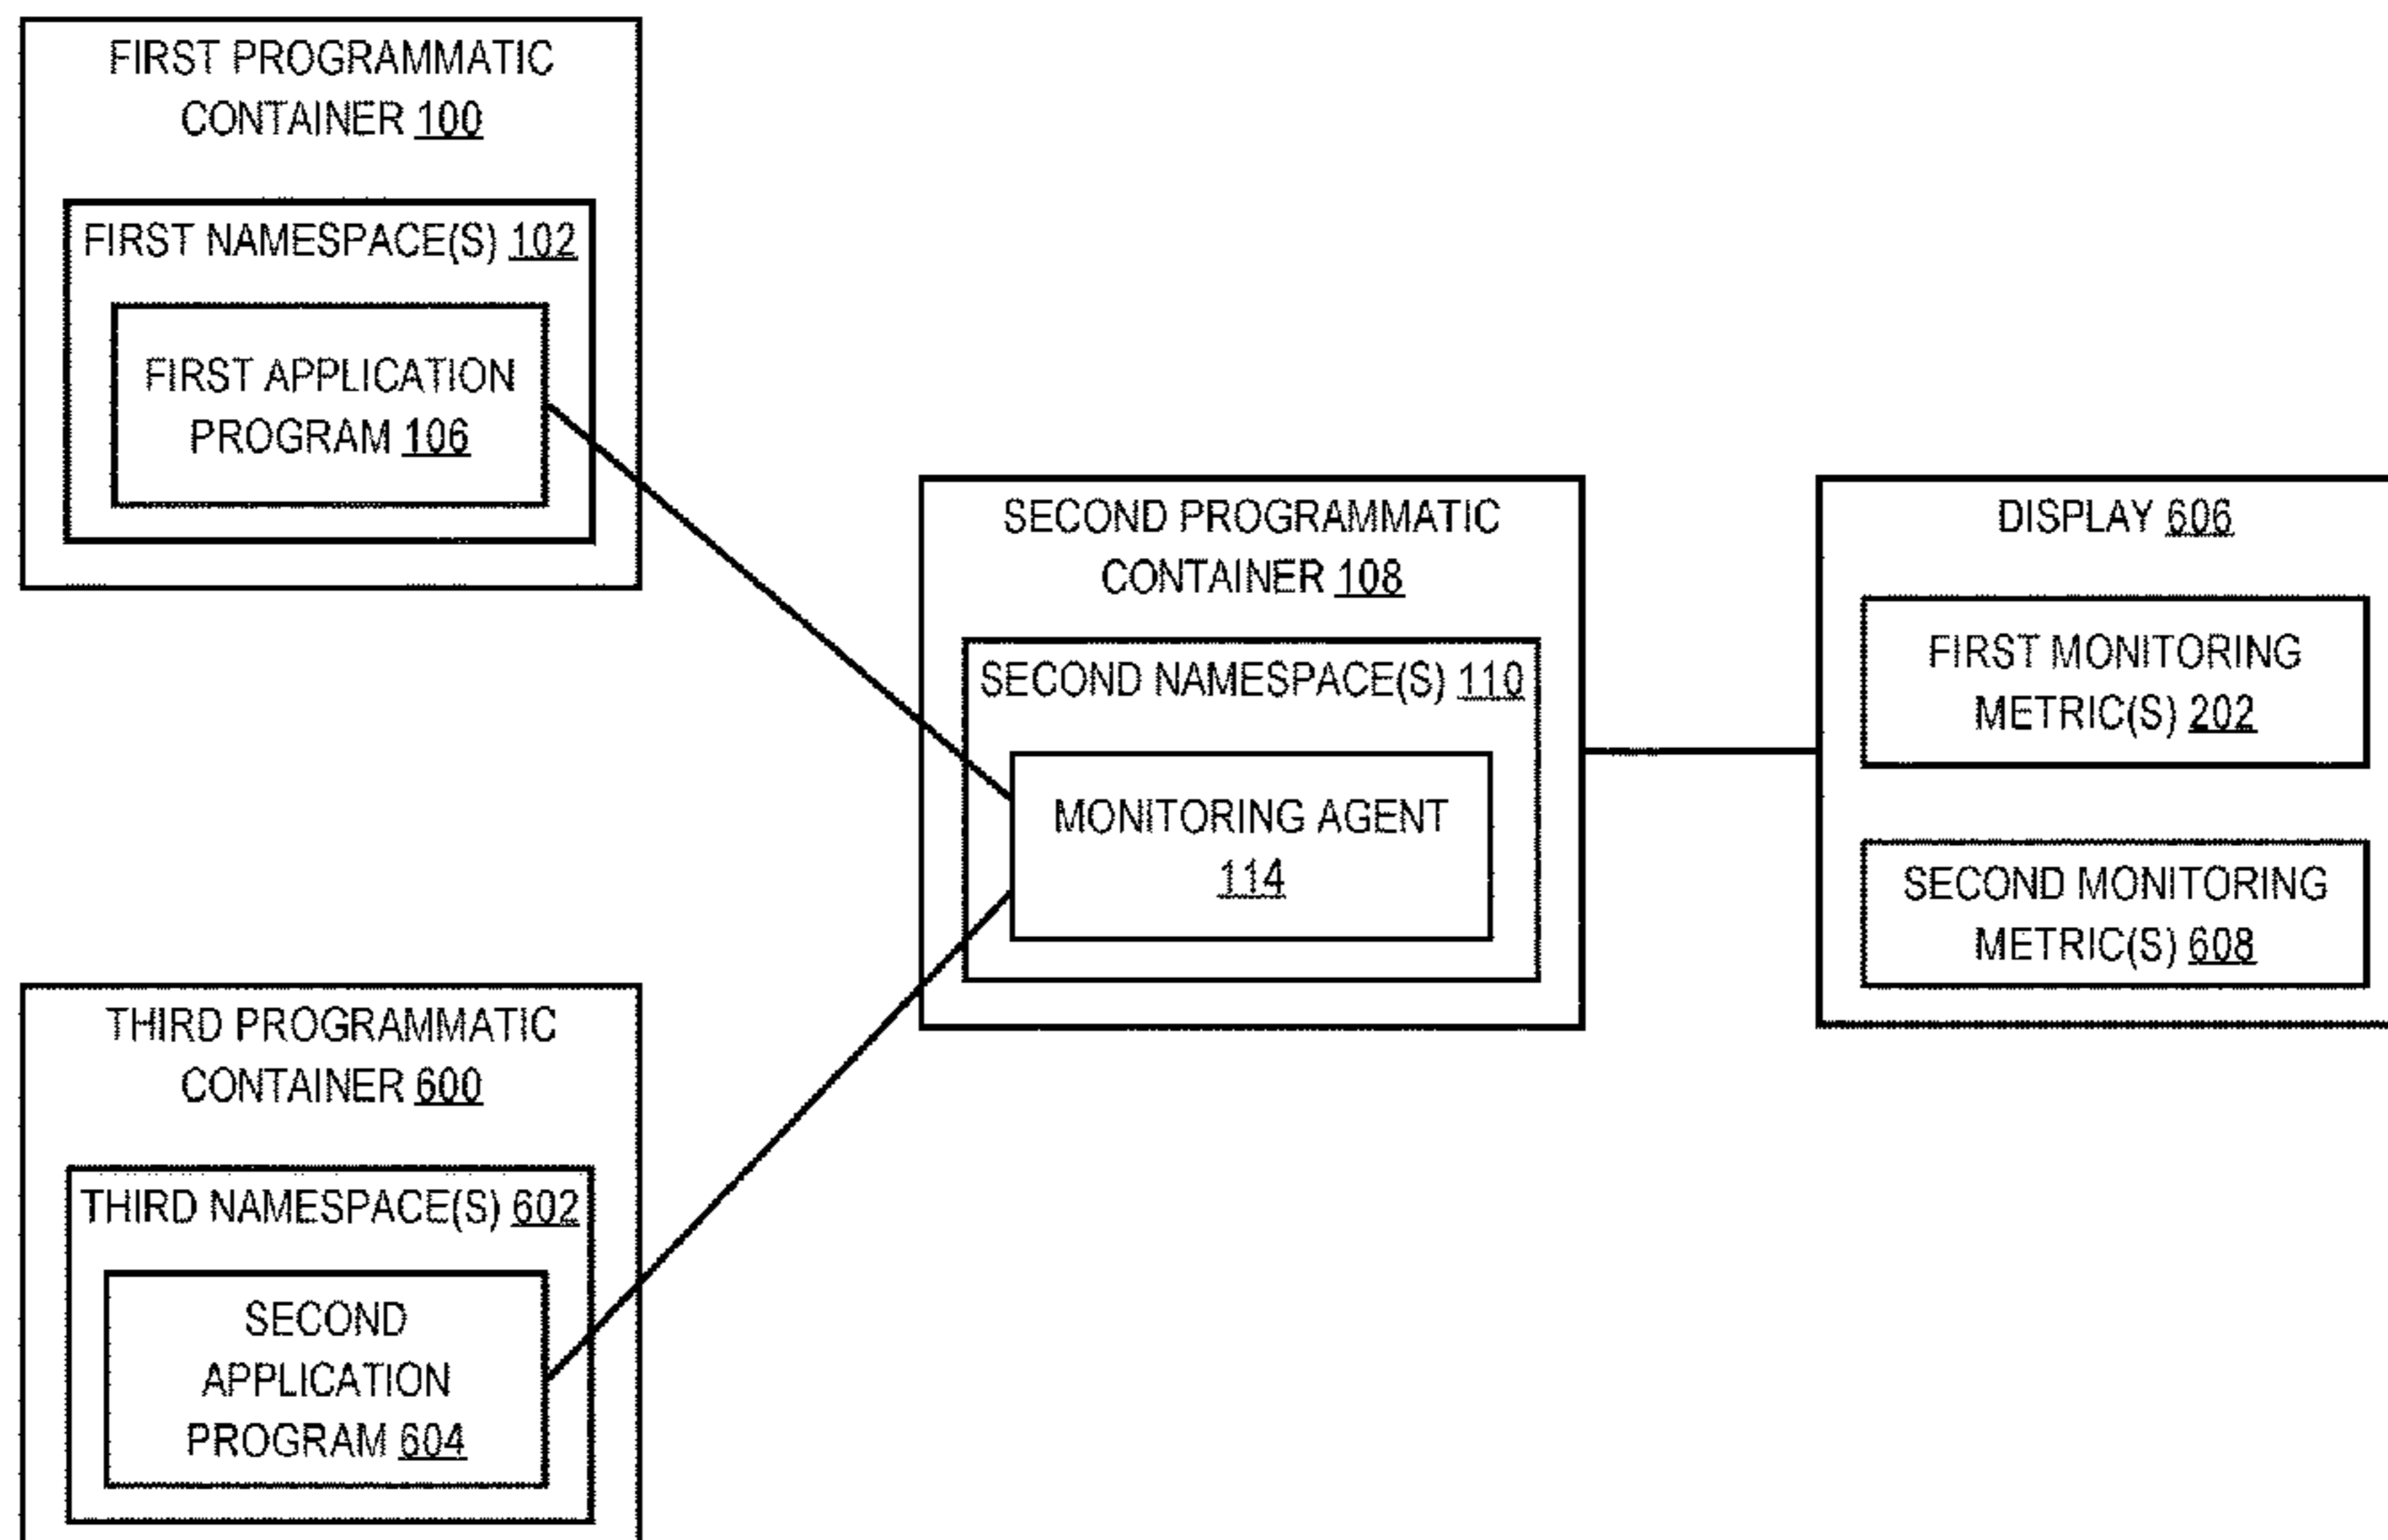 FIRST PROGRAMMATIC
CONTAINER 100
FIRST NAMESPACE(S) 102
FIRST APPLICATION
PROGRAM 106
SECOND PROGRAMMATIC
CONTAINER 108
SECOND NAMESPACE(S) 110
MONITORING AGENT
114
DISPLAY 606
FIRST MONITORING
METRIC(S) 202
SECOND MONITORING
METRIC(S) 608
THIRD PROGRAMMATIC
CONTAINER 600
THIRD NAMESPACE(S) 602
SECOND
APPLICATION
PROGRAM 604